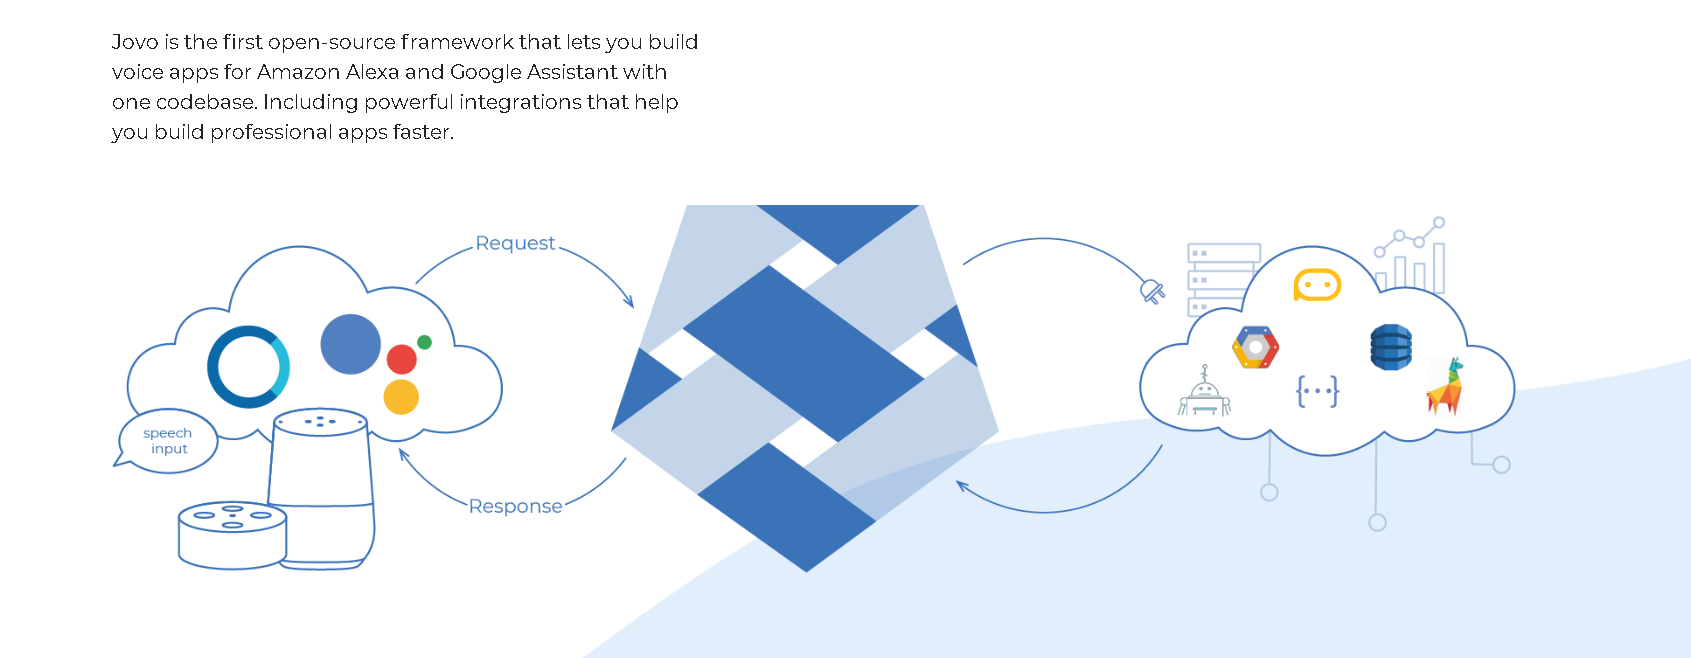 Jovo is the first open-source framework that lets you build
voice apps for Amazon Alexa and Google Assistant with
one codebase. Including powerful integrations that help
you build professional apps faster.
Request
speech
input
Response